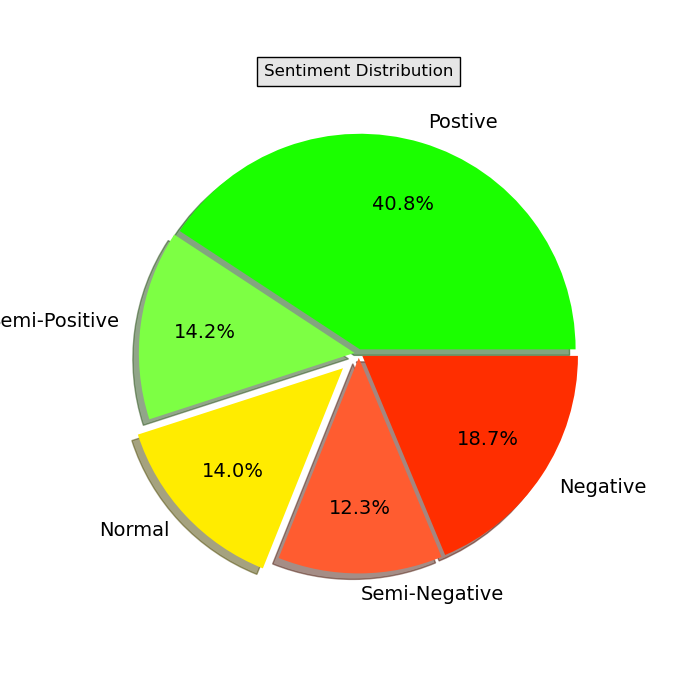 Sentiment Distribution
Postive
40.8%
emi-Positive
14.2%
14.0%
Normal
12.3%
Semi-Negative
18.7%
Negative